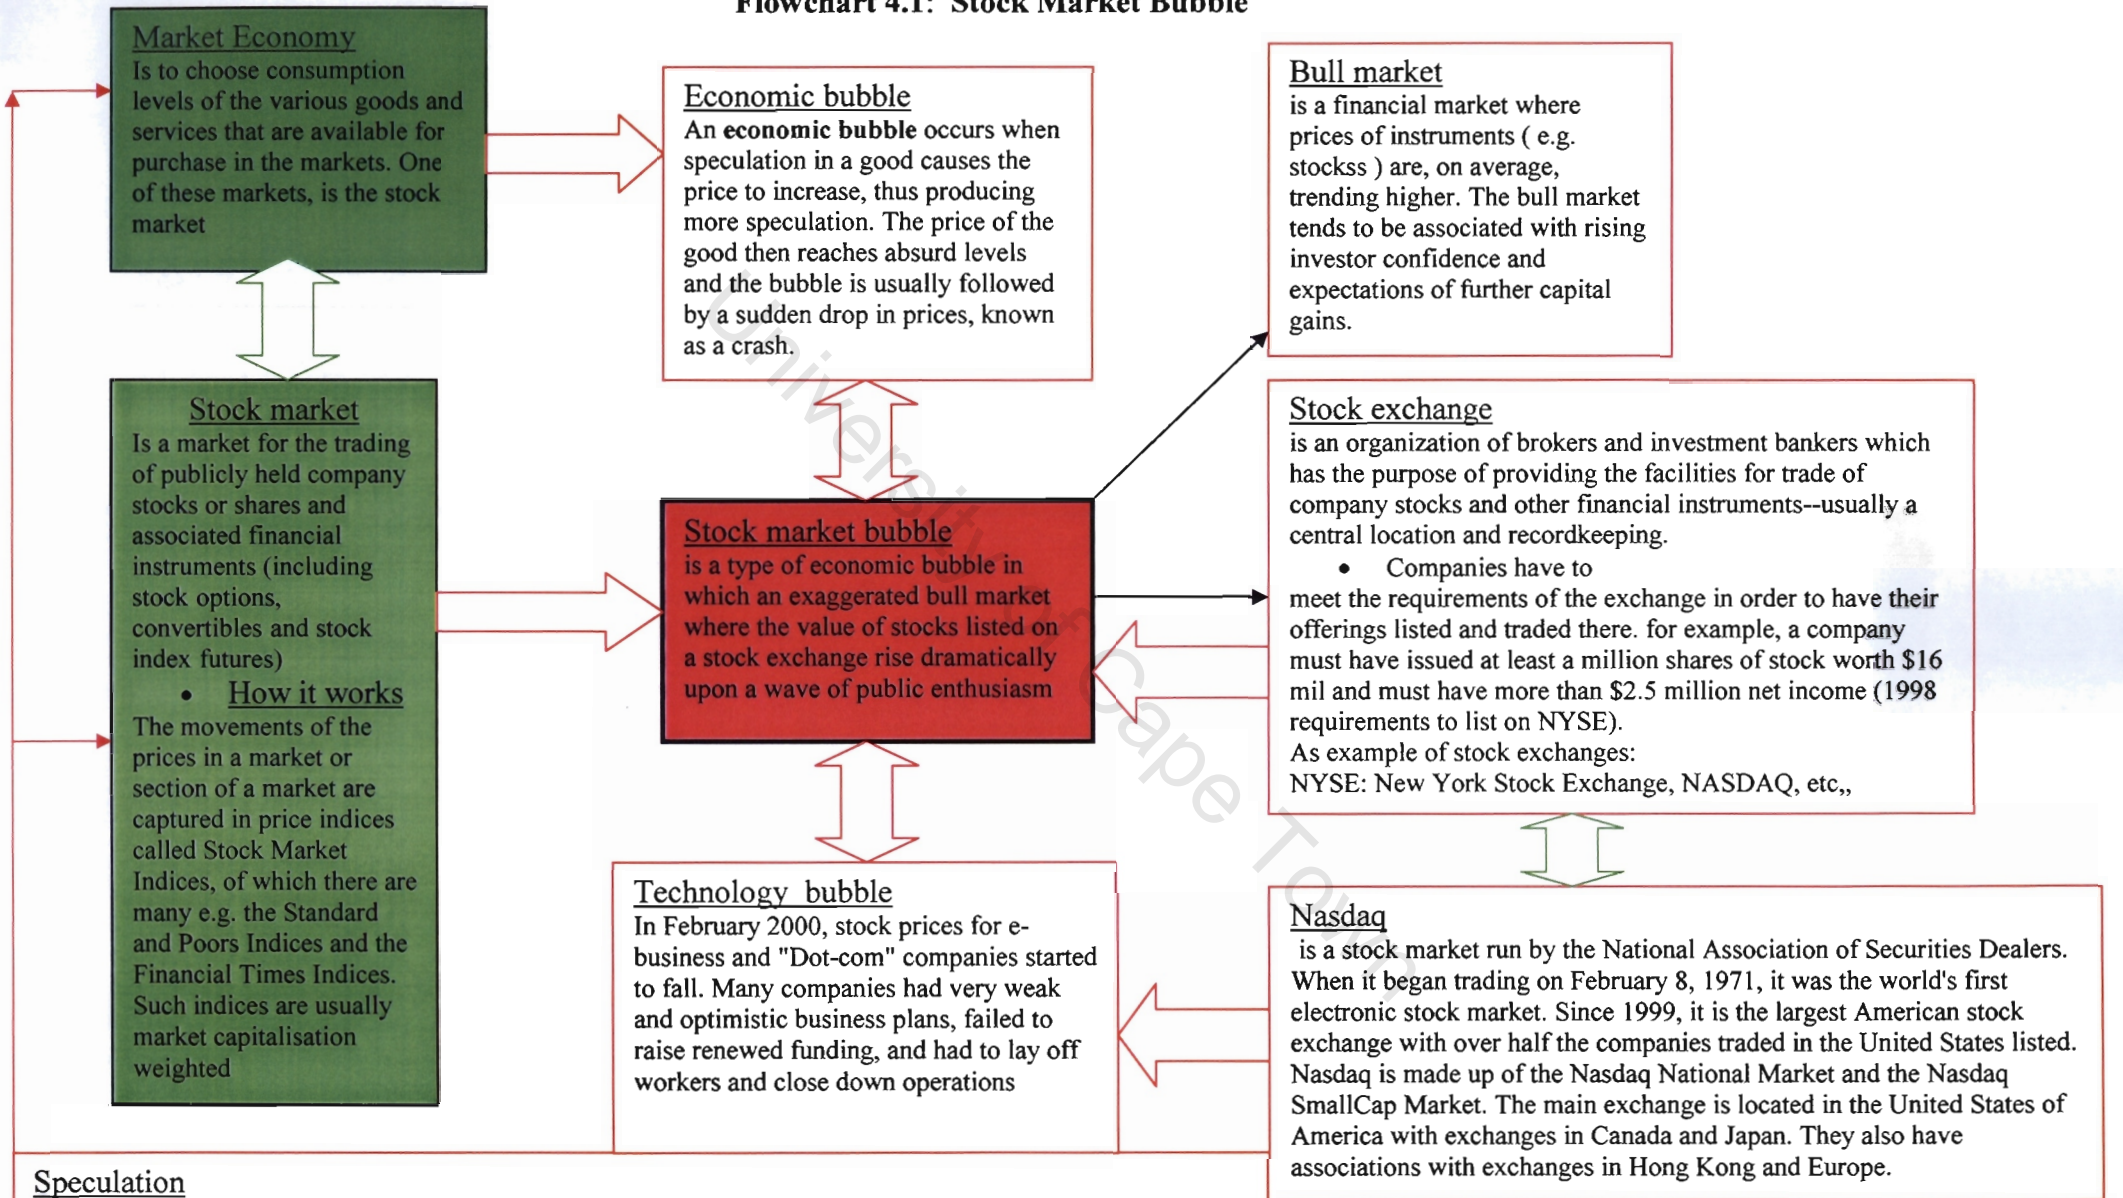 Flowchart 4.1: Stock Market Bubble
Market Economy
Is to choose consumption
levels of the various goods and
services that are available for
purchase in the markets. One
of these markets, is the stock
market
Economic bubble
An economic bubble occurs when
speculation in a good causes the
price to increase, thus producing
more speculation. The price of the
good then reaches absurd levels
and the bubble is usually followed
by a sudden drop in prices, known
as a crash.
Bull market
is a financial market where
prices of instruments ( e.g.
stockss ) are, on average,
trending higher. The bull market
tends to be associated with rising
investor confidence and
expectations of further capital
gains.
Stock market
Is a market for the trading
of publicly held company
stocks or shares and
associated financial
instruments (including
stock options,
convertibles and stock
index futures)
• How it works
The movements of the
prices in a market or
section of a market are
captured in price indices
called Stock Market
Indices, of which there are
many e.g. the Standard
and Poors Indices and the
Financial Times Indices.
Such indices are usually
market capitalisation
weighted
Stock market bubble
is a type of economic bubble in
which an exaggerated bull market
where the value of stocks listed on
a stock exchange rise dramatically
upon a wave of public enthusiasm
Stock exchange
is an organization of brokers and investment bankers which
has the purpose of providing the facilities for trade of
company stocks and other financial instruments--usually a
central location and recordkeeping.
• Companies have to
meet the requirements of the exchange in order to have their
offerings listed and traded there. for example, a company
must have issued at least a million shares of stock worth $16
mil and must have more than $2.5 million net income (1998
requirements to list on NYSE).
As example of stock exchanges:
NYSE: New York Stock Exchange, NASDAQ, etc,,
Technology bubble
In February 2000, stock prices for e-
business and "Dot-com" companies started
to fall. Many companies had very weak
and optimistic business plans, failed to
raise renewed funding, and had to lay off
workers and close down operations
Nasdaq
is a stock market run by the National Association of Securities Dealers.
When it began trading on February 8, 1971, it was the world's first
electronic stock market. Since 1999, it is the largest American stock
exchange with over half the companies traded in the United States listed.
Nasdaq is made up of the Nasdaq National Market and the Nasdaq
SmallCap Market. The main exchange is located in the United States of
America with exchanges in Canada and Japan. They also have
associations with exchanges in Hong Kong and Europe.
Speculation
University of Cape Town